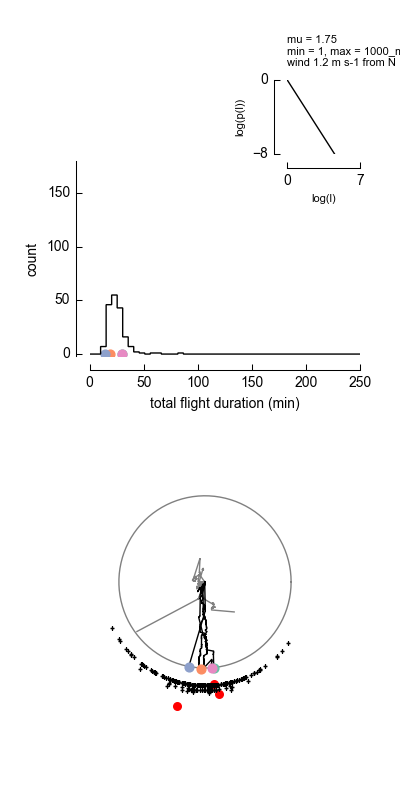 mu = 1.75
min = 1, max = 1000_m
wind 1.2 m s-1 from N
0
−8
log(p(l))
0 7
log(l)
150
100
50
0
count
0 50 100 150 200 250
total flight duration (min)